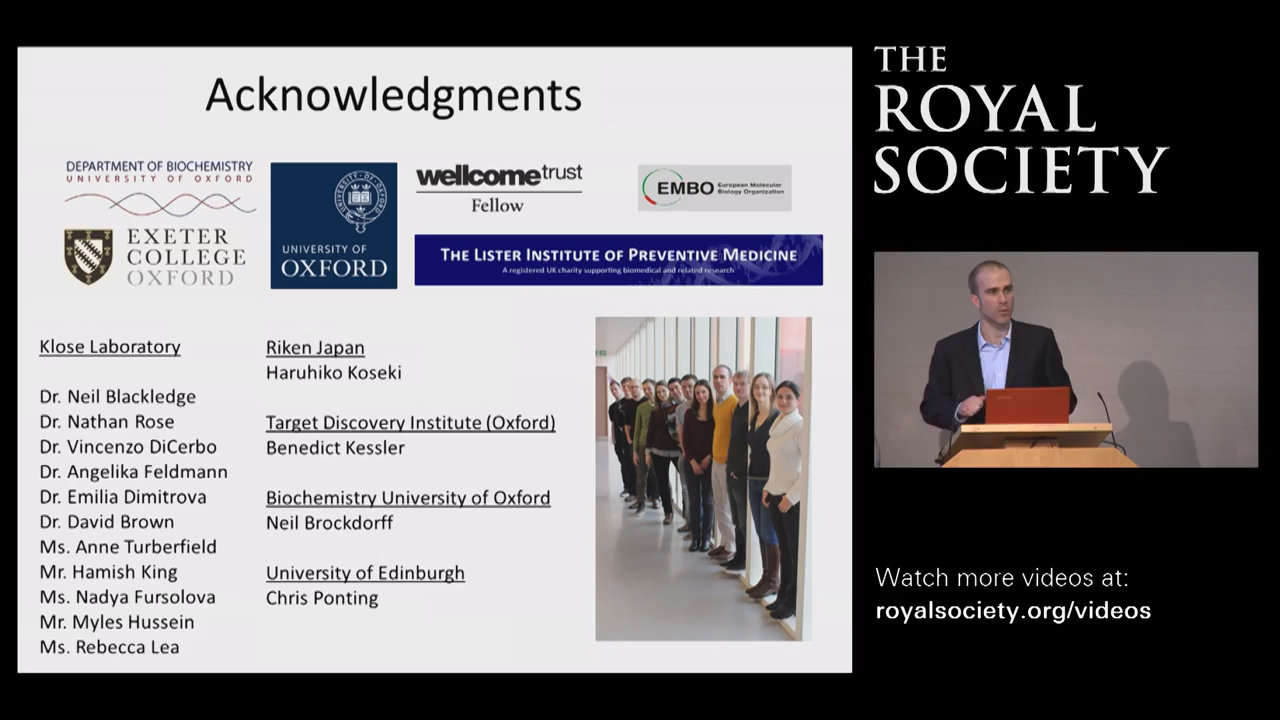 Acknowledgments
DEPARTMENT OF BIOCHEMISTRY
UNIVERSITY OF OXFORD
EXETER
COLLEGE
OXFORD
UNIVERSITY OF
OXFORD
wellcometrust
Fellow
EMBO European Molecular
Biology Organization
THE LISTER INSTITUTE OF PREVENTIVE MEDICINE
A registered UK charity supporting biomedical and related research
Klose Laboratory
Dr. Neil Blackledge
Dr. Nathan Rose
Dr. Vincenzo DiCerbo
Dr. Angelika Feldmann
Dr. Emilia Dimitrova
Dr. David Brown
Ms. Anne Turberfield
Mr. Hamish King
Ms. Nadya Fursolova
Mr. Myles Hussein
Ms. Rebecca Lea
Riken Japan
Haruhiko Koseki
Target Discovery Institute (Oxford)
Benedict Kessler
Biochemistry University of Oxford
Neil Brockdorff
University of Edinburgh
Chris Ponting
THE
ROYAL
SOCIETY
Watch more videos at:
royalsociety.org/videos